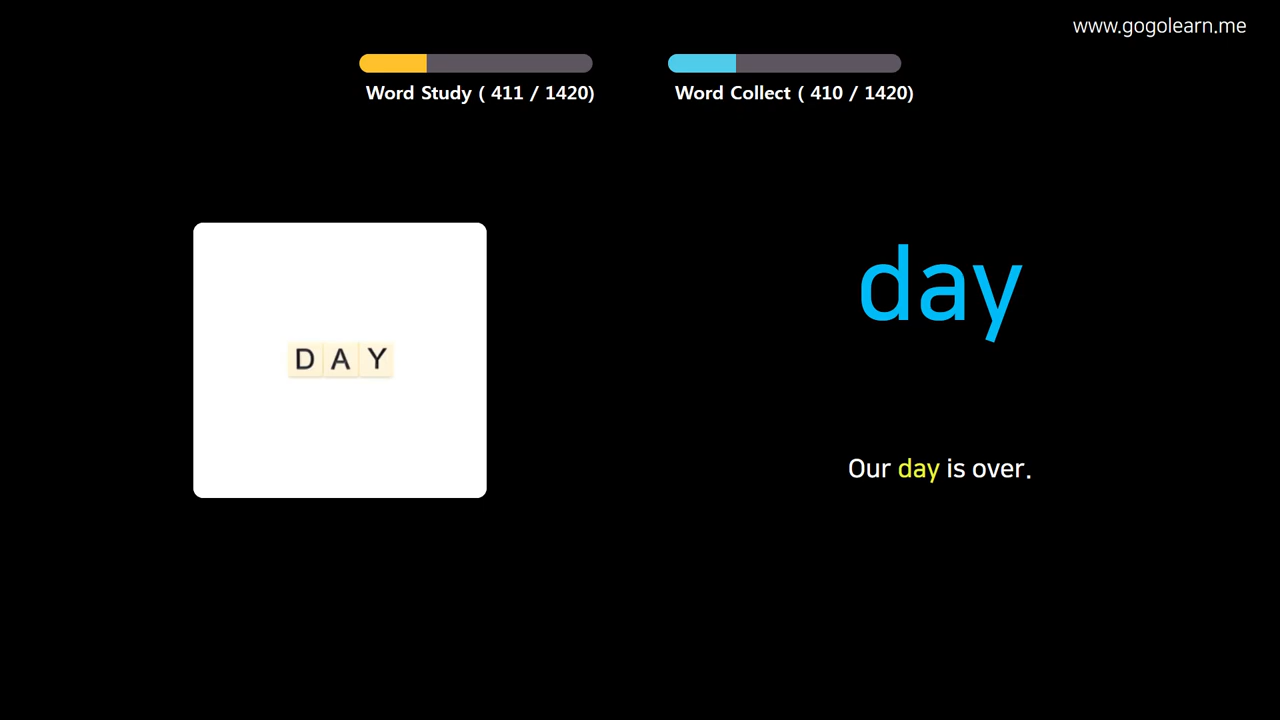 www.gogolearn.me
Word Study ( 411 / 1420)
Word Collect ( 410 / 1420)
DAY
day
Our day is over.